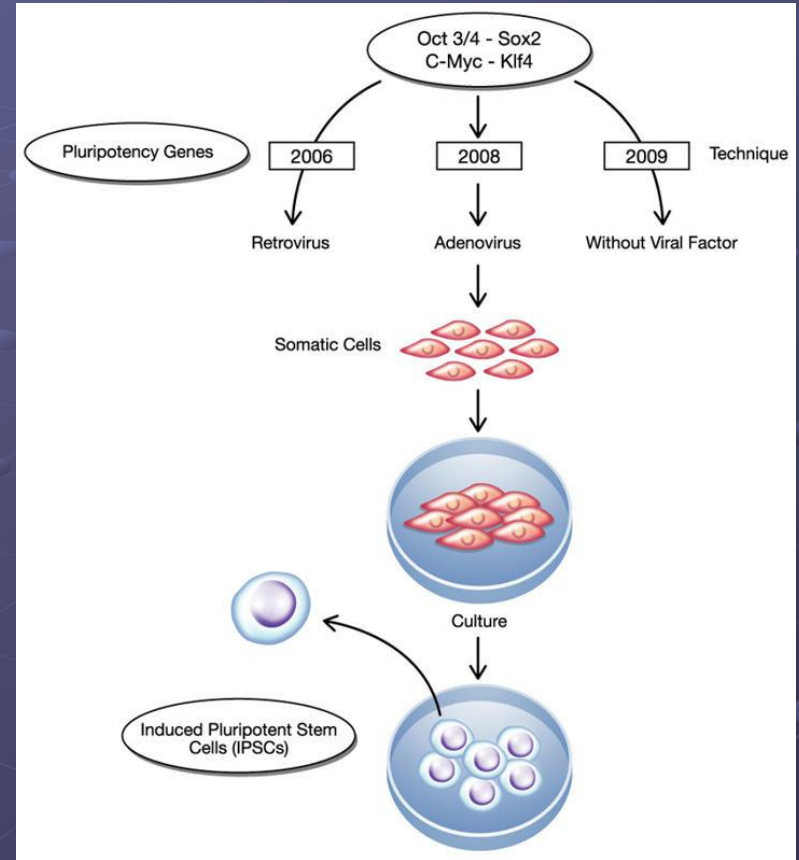 Oct 3/4 - Sox2
C-Myc - Klf4
Pluripotency Genes
2006
2008
2009
Technique
Retrovirus
Adenovirus
Without Viral Factor
Somatic Cells
Culture
Induced Pluripotent Stem
Cells (IPSCs)